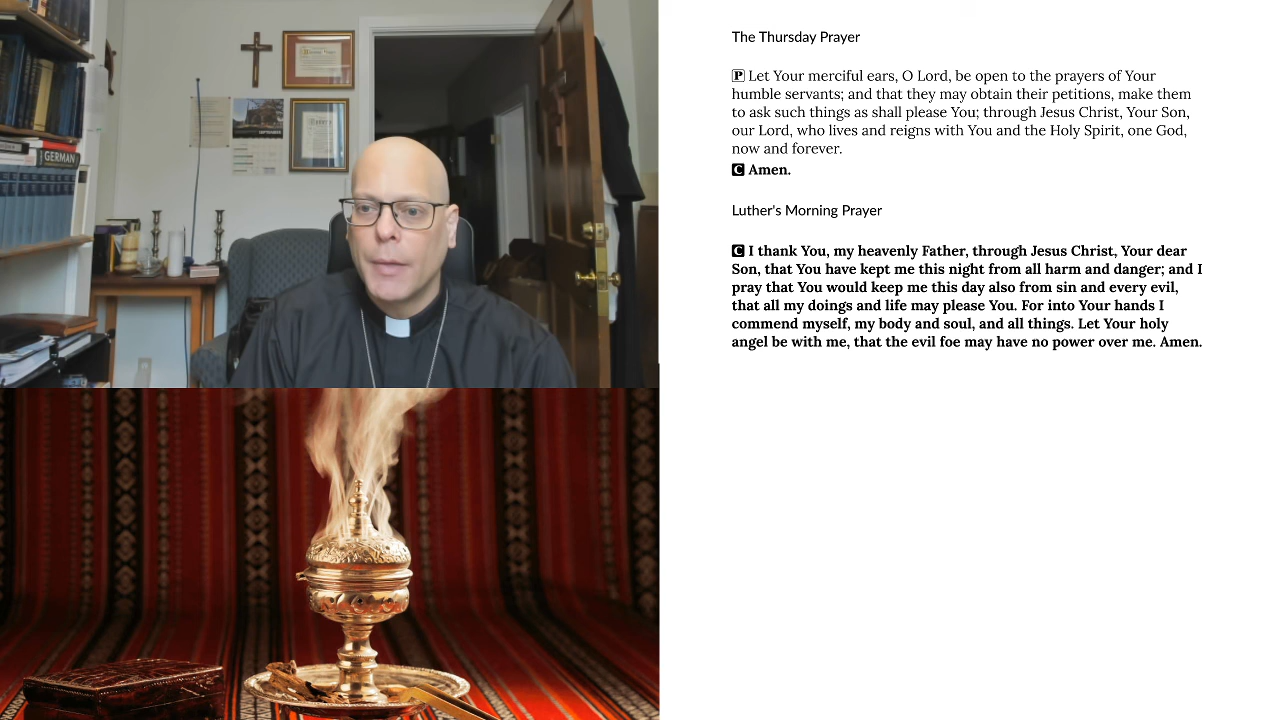 GERMAN
SEPTEMBER
The Thursday Prayer
P Let Your merciful ears, O Lord, be open to the prayers of Your
humble servants; and that they may obtain their petitions, make them
to ask such things as shall please You; through Jesus Christ, Your Son,
our Lord, who lives and reigns with You and the Holy Spirit, one God,
now and forever.
C Amen.
Luther's Morning Prayer
C I thank You, my heavenly Father, through Jesus Christ, Your dear
Son, that You have kept me this night from all harm and danger; and I
pray that You would keep me this day also from sin and every evil,
that all my doings and life may please You. For into Your hands I
commend myself, my body and soul, and all things. Let Your holy
angel be with me, that the evil foe may have no power over me. Amen.